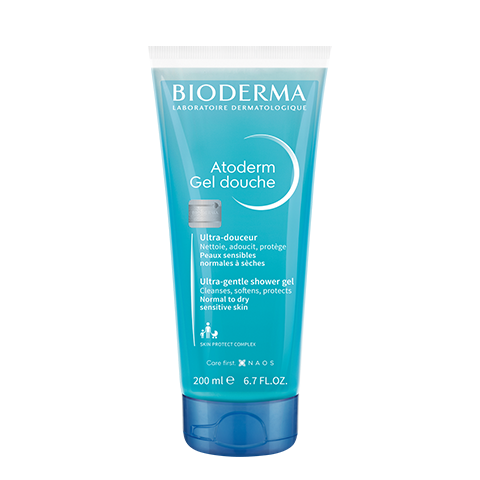 BIODERMA
LABORATOIRE DERMATOLOGIQUE
Atoderm
Gel douche
Ultra-douceur
Nettoie, adoucit, protège
Peaux sensibles
normales à sèches
Ultra-gentle shower gel
Cleanses, softens, protects
Normal to dry
sensitive skin
SKIN PROTECT COMPLEX
Care first. NAOS
200 ml ℮ 6.7 FL.OZ.